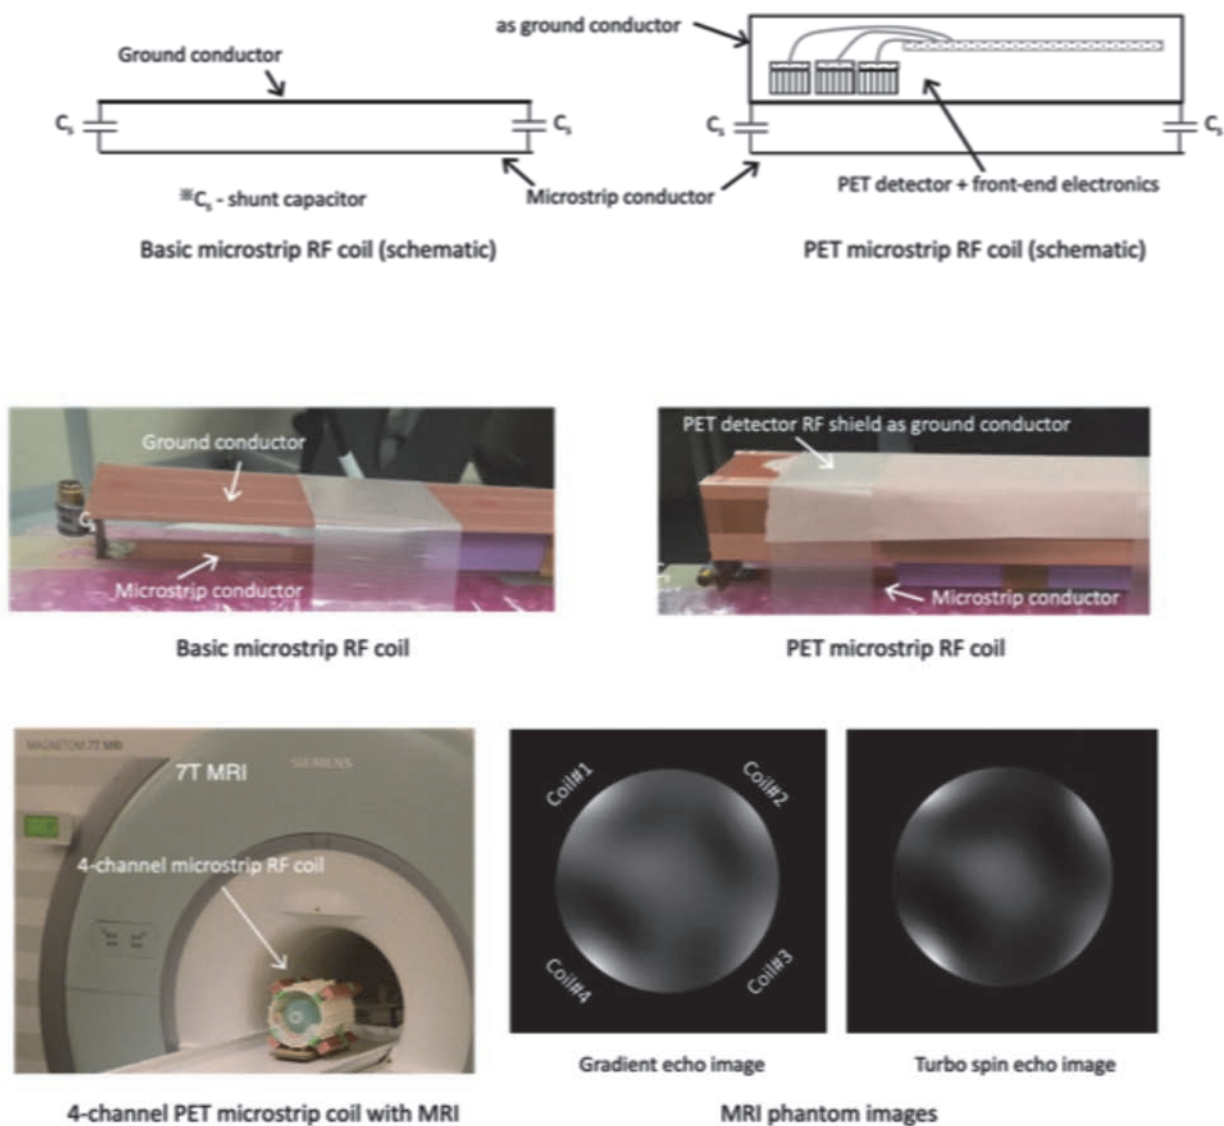 as ground conductor
Ground conductor
Cs
Cs
Cs
Cs
※Cs - shunt capacitor
Microstrip conductor
PET detector + front-end electronics
Basic microstrip RF coil (schematic)
PET microstrip RF coil (schematic)
Ground conductor
Cs
Microstrip conductor
PET detector RF shield as ground conductor
Microstrip conductor
Basic microstrip RF coil
PET microstrip RF coil
MAGNETOM 7T MRI
7T MRI
SIEMENS
4-channel microstrip RF coil
Coil#1
Coil#2
Coil#4
Coil#3
Gradient echo image
Turbo spin echo image
4-channel PET microstrip coil with MRI
MRI phantom images